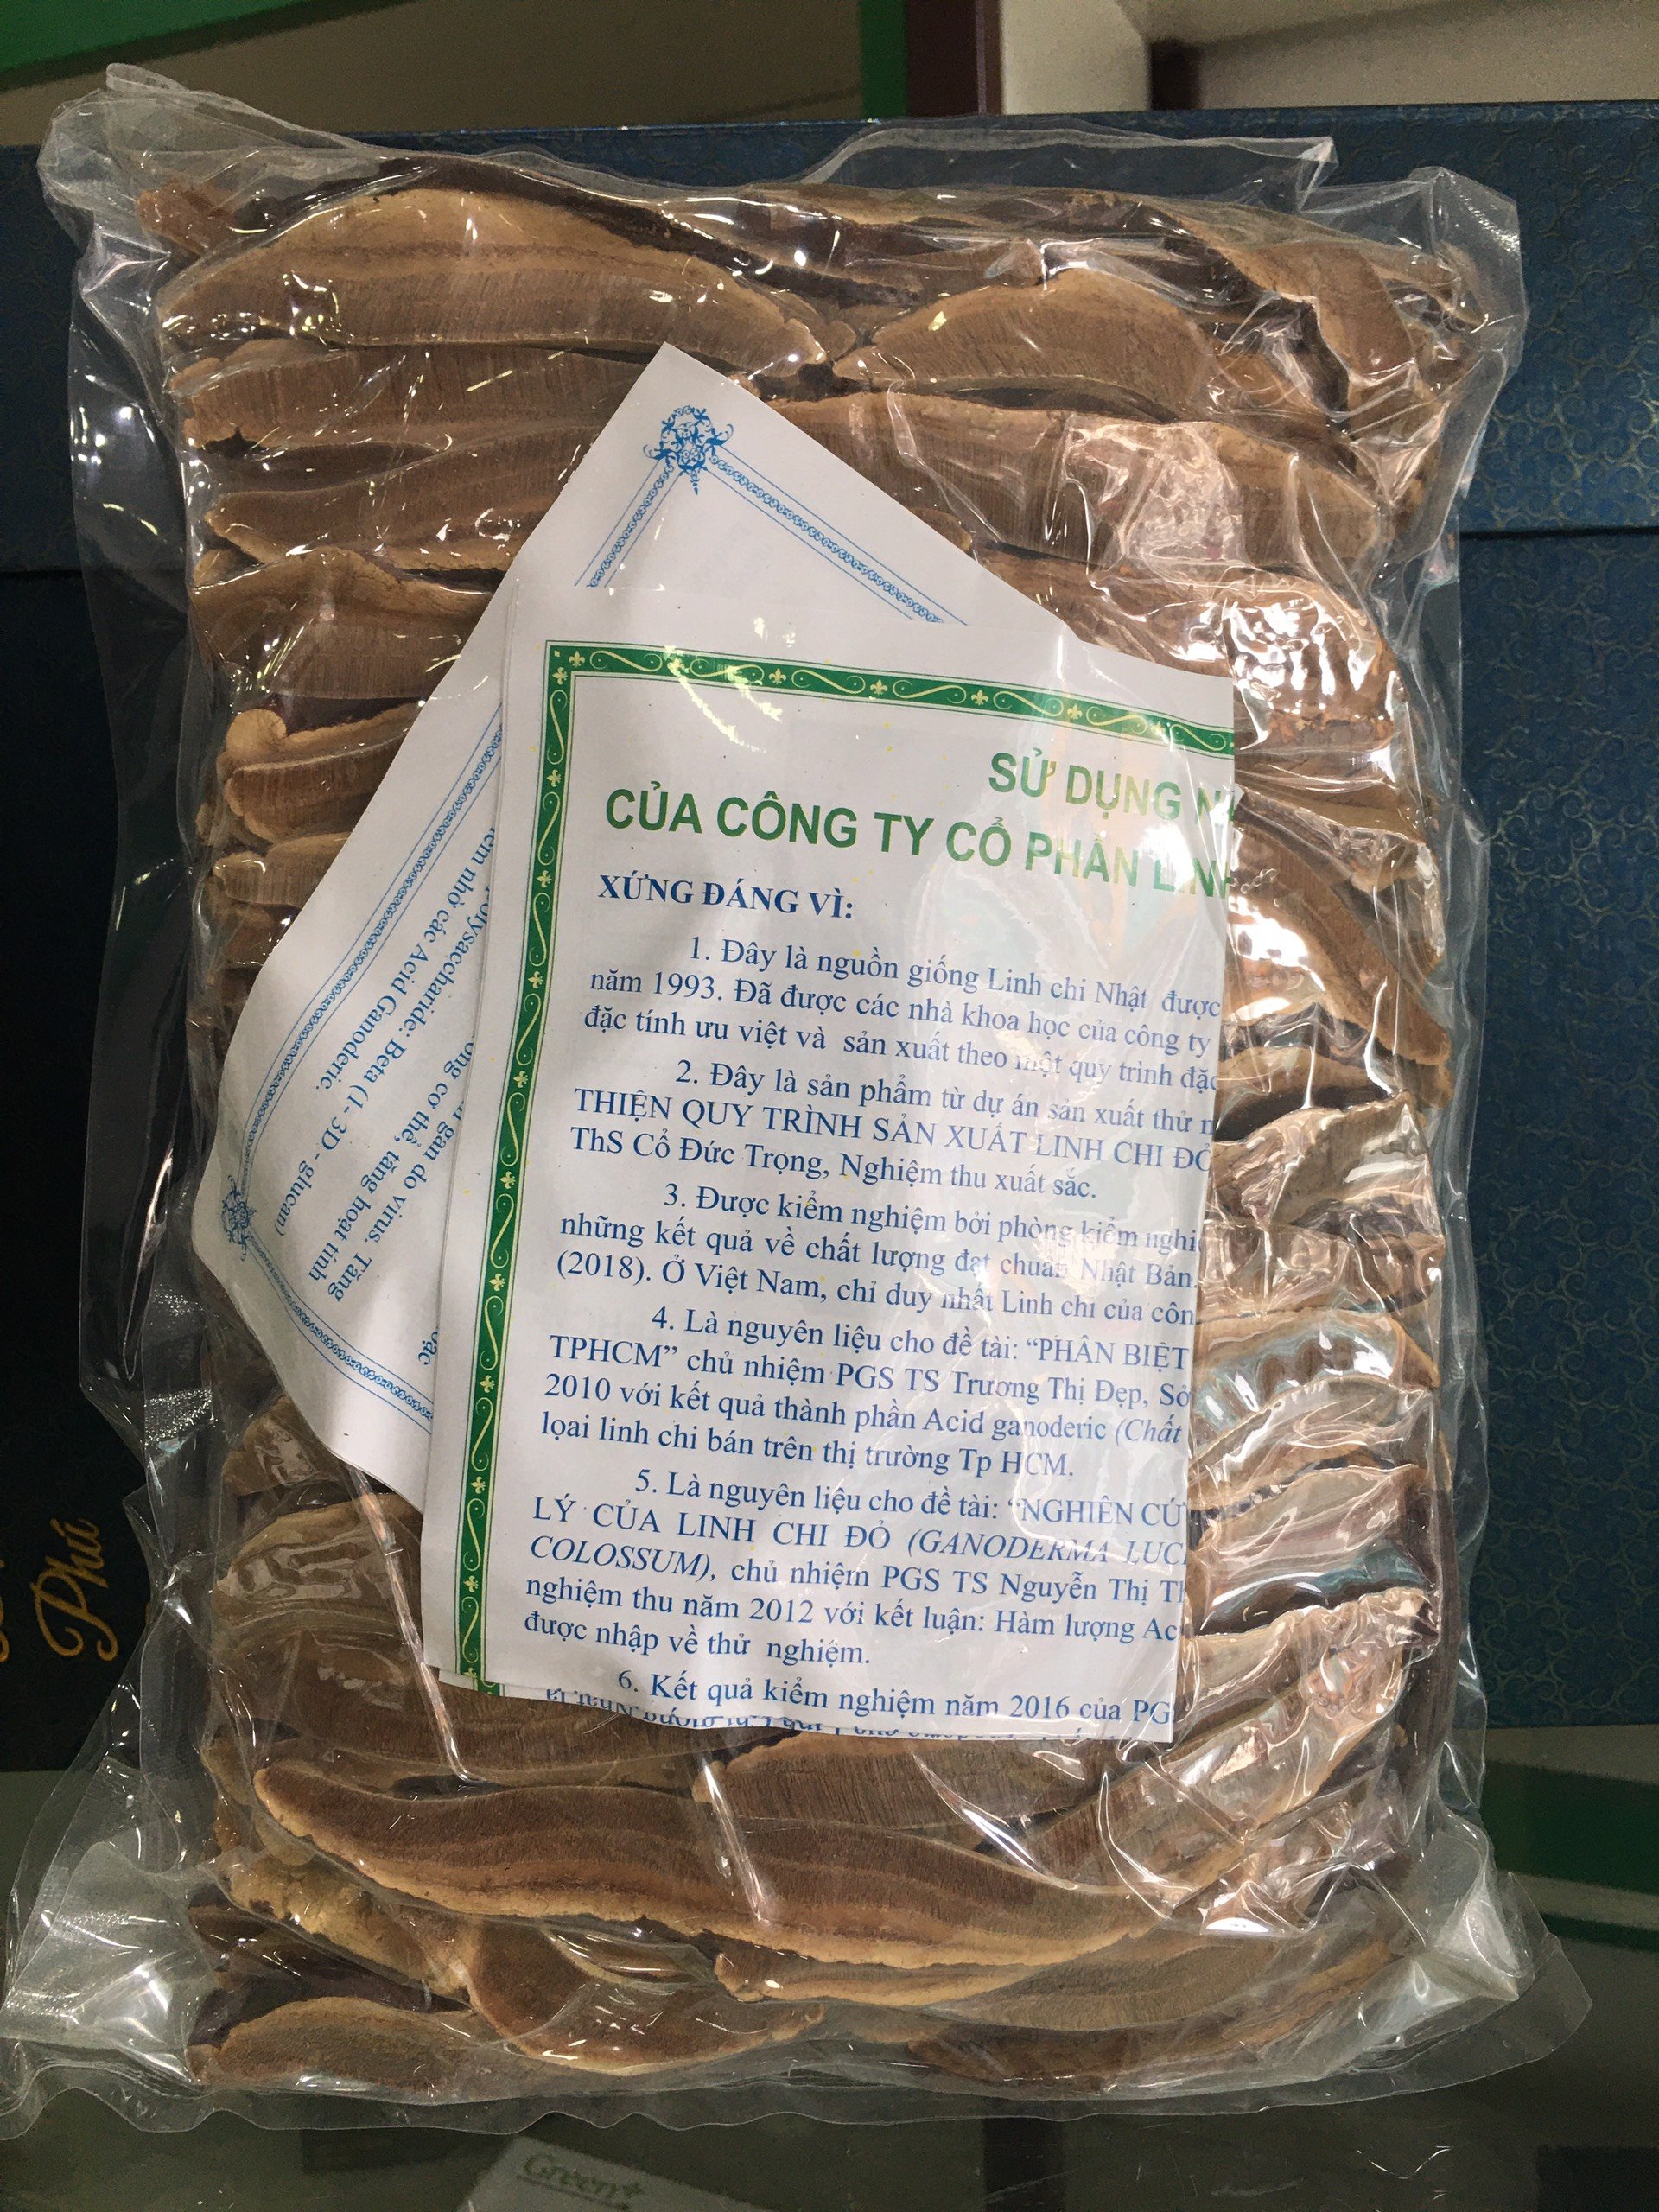 SỬ DỤNG
CỦA CÔNG TY CỔ PHẦN LINH
XỨNG ĐÁNG VÌ:
1. Đây là nguồn giống Linh chi Nhật được
năm 1993. Đã được các nhà khoa học của công ty
đặc tính ưu việt và sản xuất theo một quy trình đặc
2. Đây là sản phẩm từ dự án sản xuất thử
THIỆN QUY TRÌNH SẢN XUẤT LINH CHI ĐỎ
ThS Cổ Đức Trọng, Nghiệm thu xuất sắc.
3. Được kiểm nghiệm bởi phòng kiểm
những kết quả về chất lượng đạt chuẩn Nhật Bản.
(2018). Ở Việt Nam, chỉ duy nhất Linh chi của
4. Là nguyên liệu cho đề tài: “PHÂN BIỆT
TPHCM” chủ nhiệm PGS TS Trương Thị Đẹp, Sở
2010 với kết quả thành phần Acid ganoderic (Chất
lọai linh chi bán trên thị trường Tp HCM.
5. Là nguyên liệu cho đề tài: “NGHIÊN
LÝ CỦA LINH CHI ĐỎ (GANODERMA
COLOSSUM), chủ nhiệm PGS TS Nguyễn Thị
nghiệm thu năm 2012 với kết luận: Hàm lượng
được nhập về thử nghiệm.
6. Kết quả kiểm nghiệm năm 2016 của
gan do virus. Tăng
cơ thể, tăng hoạt tính
Polysaccharide: Beta (1-3D - glucan)
nhờ các Acid Ganoderic.
Phú
Green+